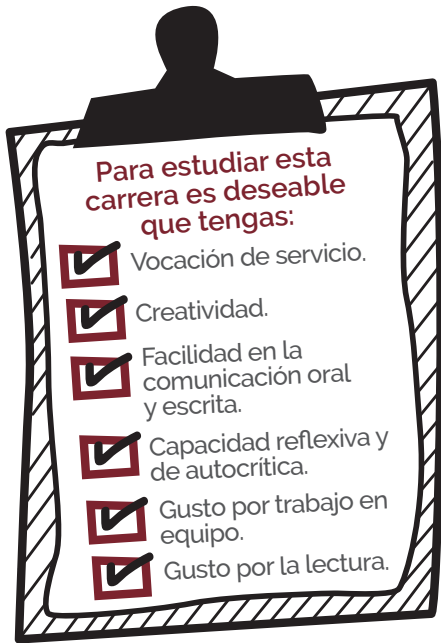 Para estudiar esta
carrera es deseable
que tengas:
Vocación de servicio.
Creatividad.
Facilidad en la
comunicación oral
y escrita.
Capacidad reflexiva y
de autocrítica.
Gusto por trabajo en
equipo.
Gusto por la lectura.